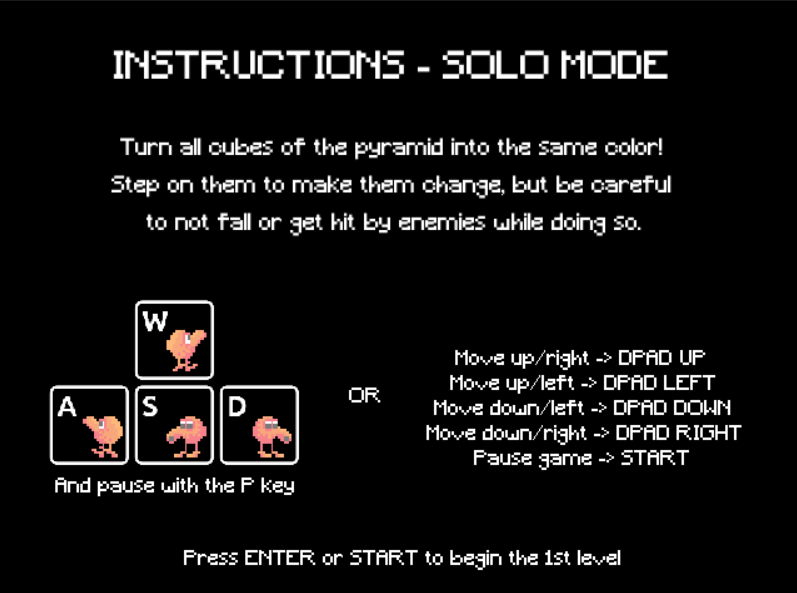 INSTRUCTIONS - SOLO MODE
Turn all cubes of the pyramid into the same color!
Step on them to make them change, but be careful
to not fall or get hit by enemies while doing so.
W
A S D
And pause with the P key
OR
Move up/right -> DPAD UP
Move up/left -> DPAD LEFT
Move down/left -> DPAD DOWN
Move down/right -> DPAD RIGHT
Pause game -> START
Press ENTER or START to begin the 1st level